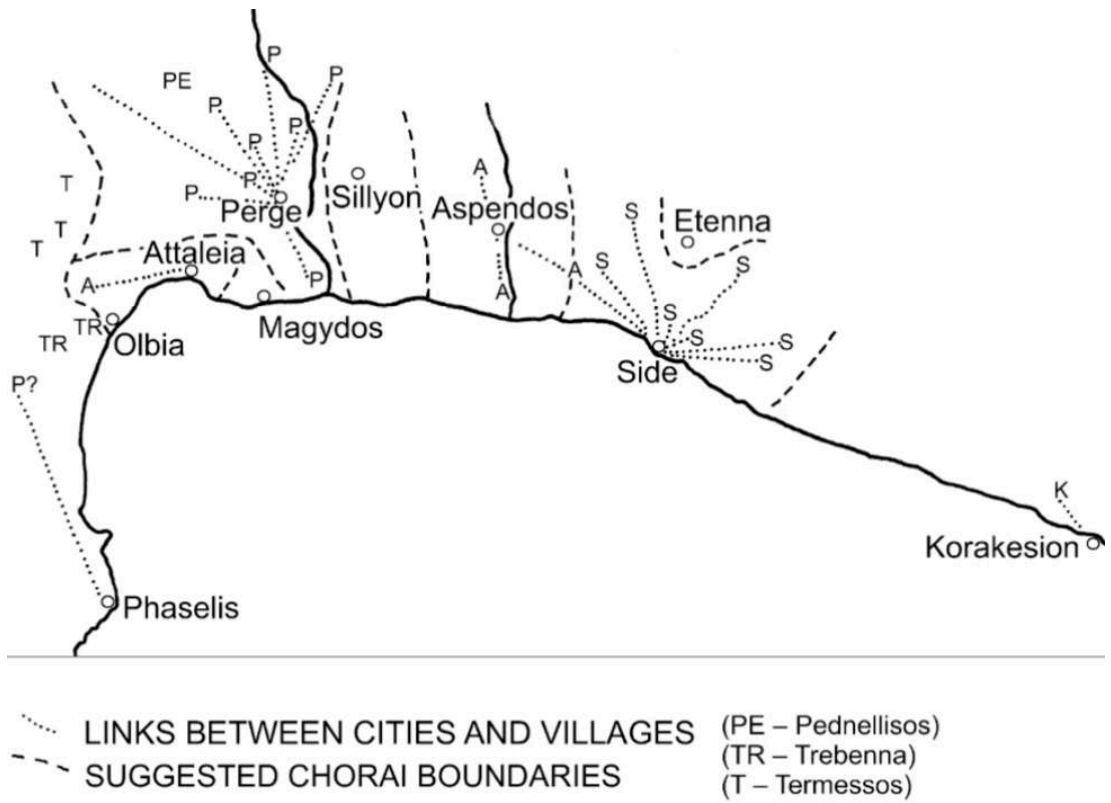 P
P
PE
P
P
P
A
Sillyon
T
P
P
Perge
Aspendos
S
Etenna
T
T
Attaleia
A
S
S
P
A
A
Magydos
TR
Olbia
S
S
TR
S
S
Side
P?
K
Korakesion
Phaselis
LINKS BETWEEN CITIES AND VILLAGES
SUGGESTED CHORAI BOUNDARIES
(PE – Pednellisos)
(TR – Trebenna)
(T – Termessos)